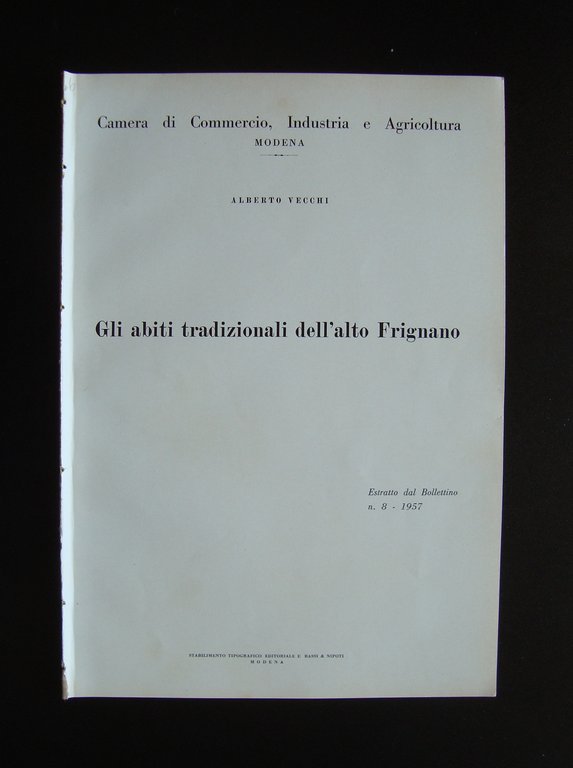 Camera di Commercio, Industria e Agricoltura
MODENA
ALBERTO VECCHI
Gli abiti tradizionali dell'alto Frignano
Estratto dal Bollettino
n. 8 - 1957
STABILIMENTO TIPOGRAFICO EDITORIALE E BASSI & NIPOTI
MODENA